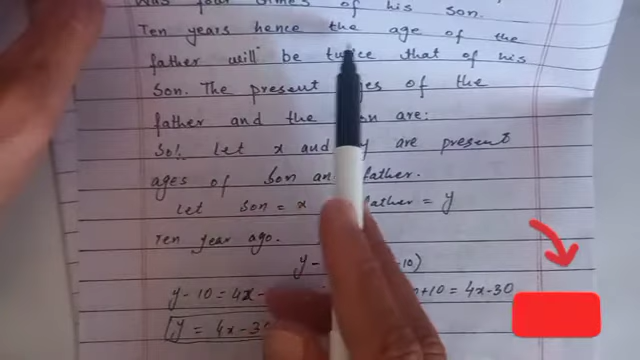 was four times of his son.
Ten years hence the age of the
father will be twice that of his
son. The present ages of the
father and the son are:
Sol. Let x and y are present
ages of son and father.
Let son = x father = y
Ten year ago.
y-
-10)
y-10 = 4x- +10 = 4x-30
y = 4x-30